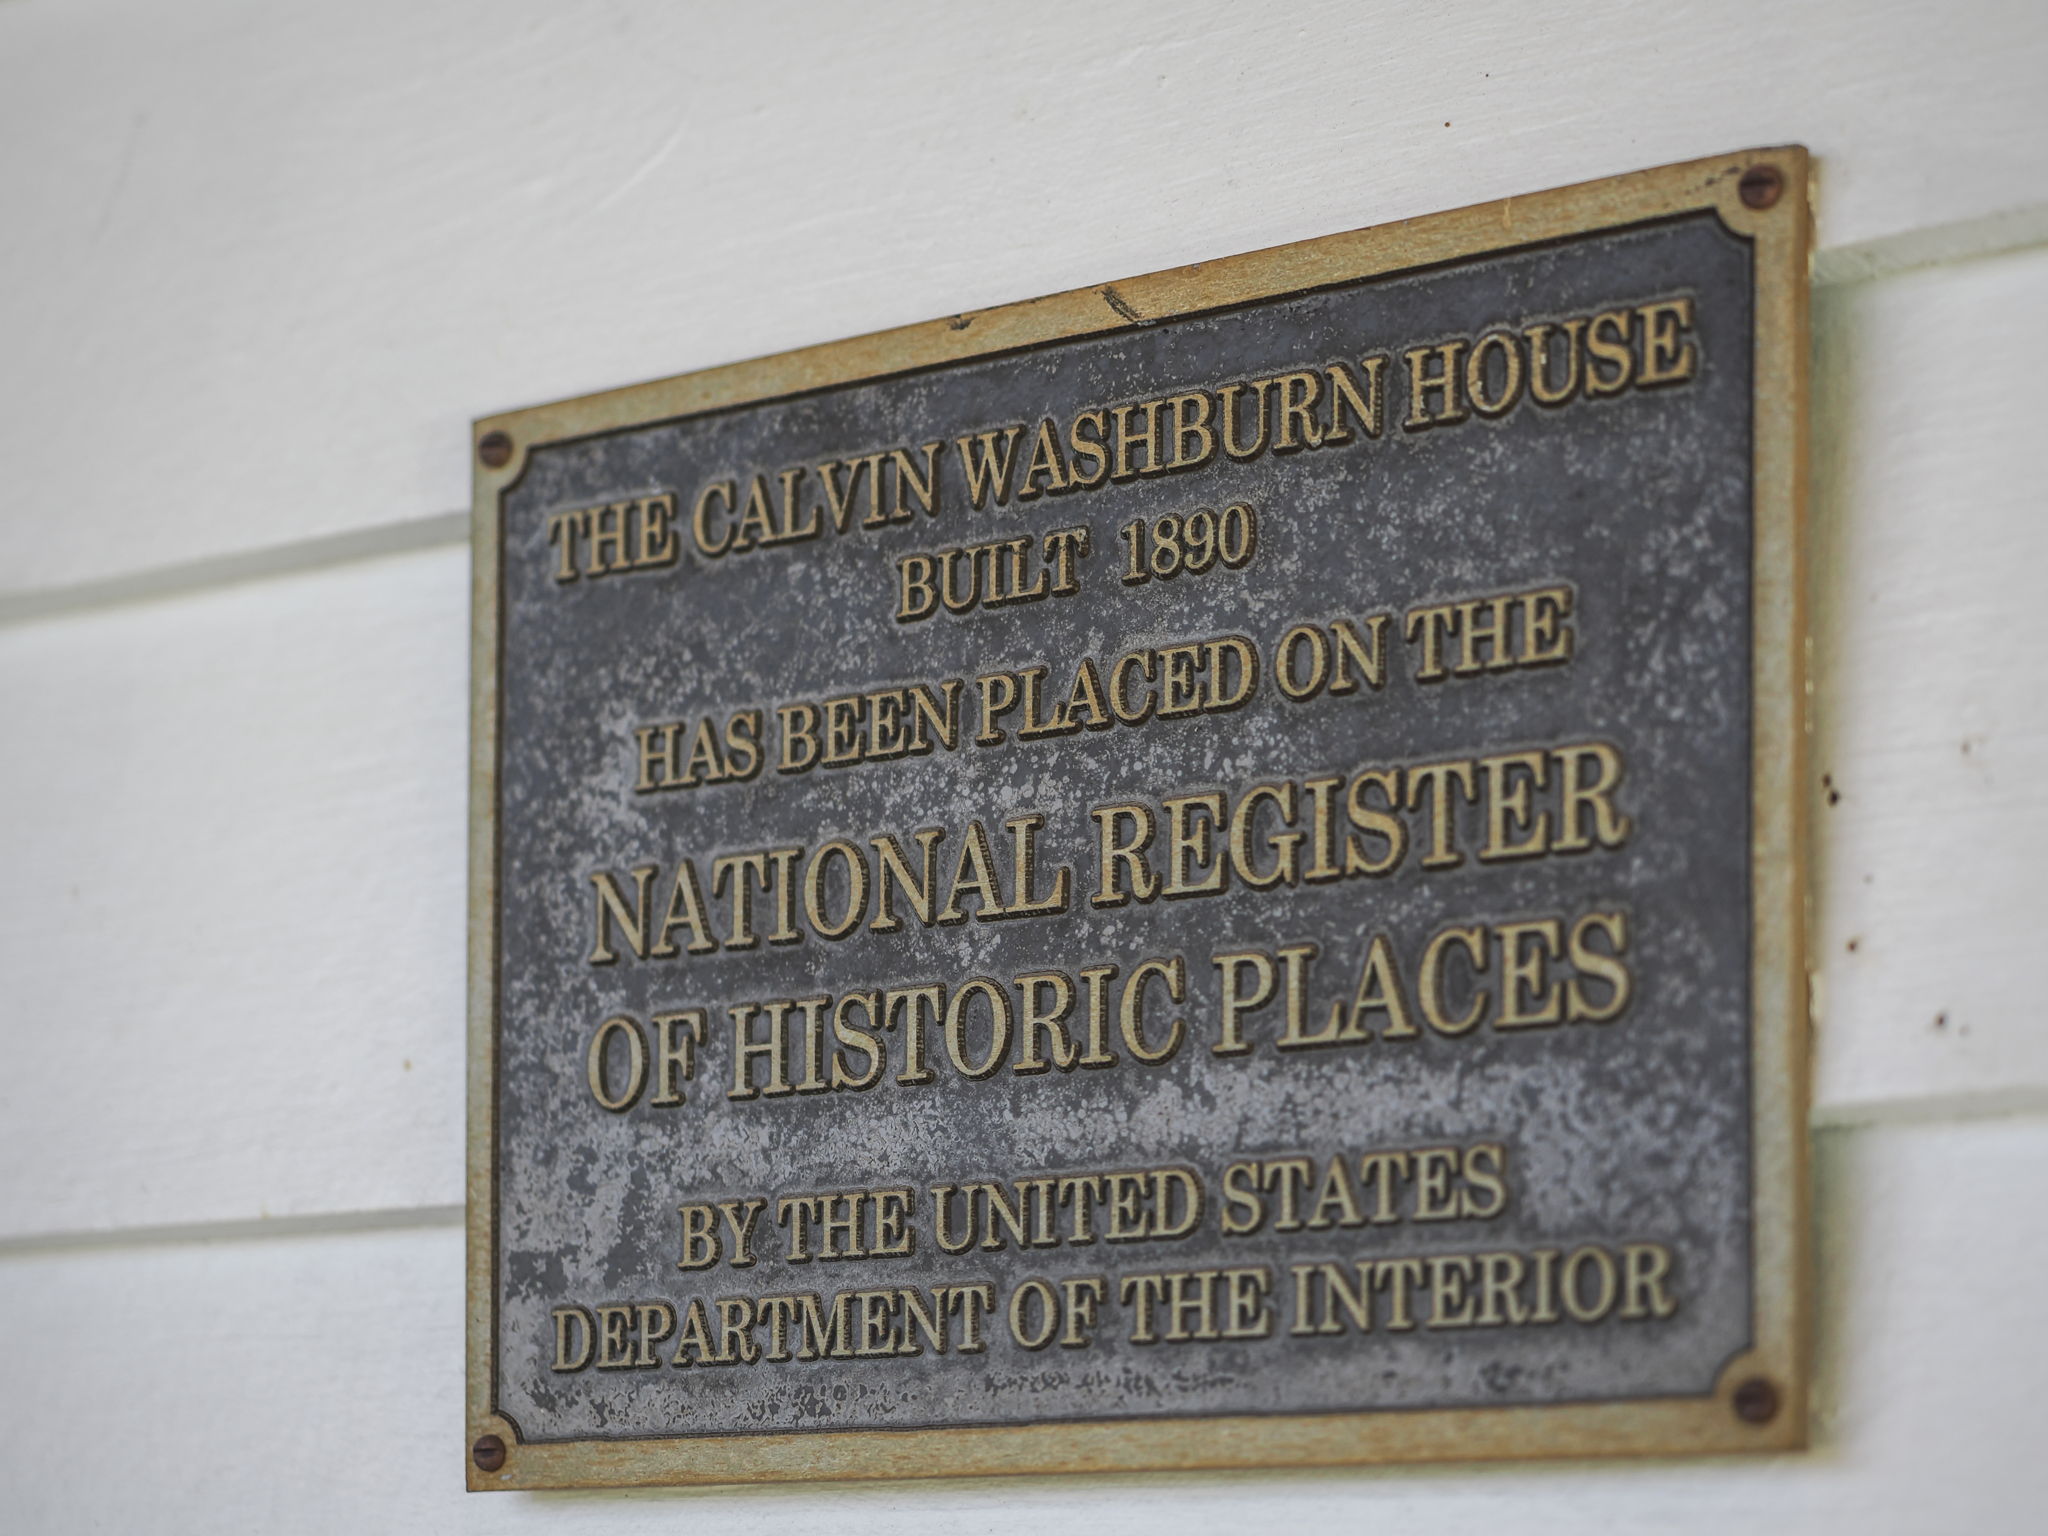 THE CALVIN WASHBURN HOUSE
BUILT 1890
HAS BEEN PLACED ON THE
NATIONAL REGISTER
OF HISTORIC PLACES
BY THE UNITED STATES
DEPARTMENT OF THE INTERIOR